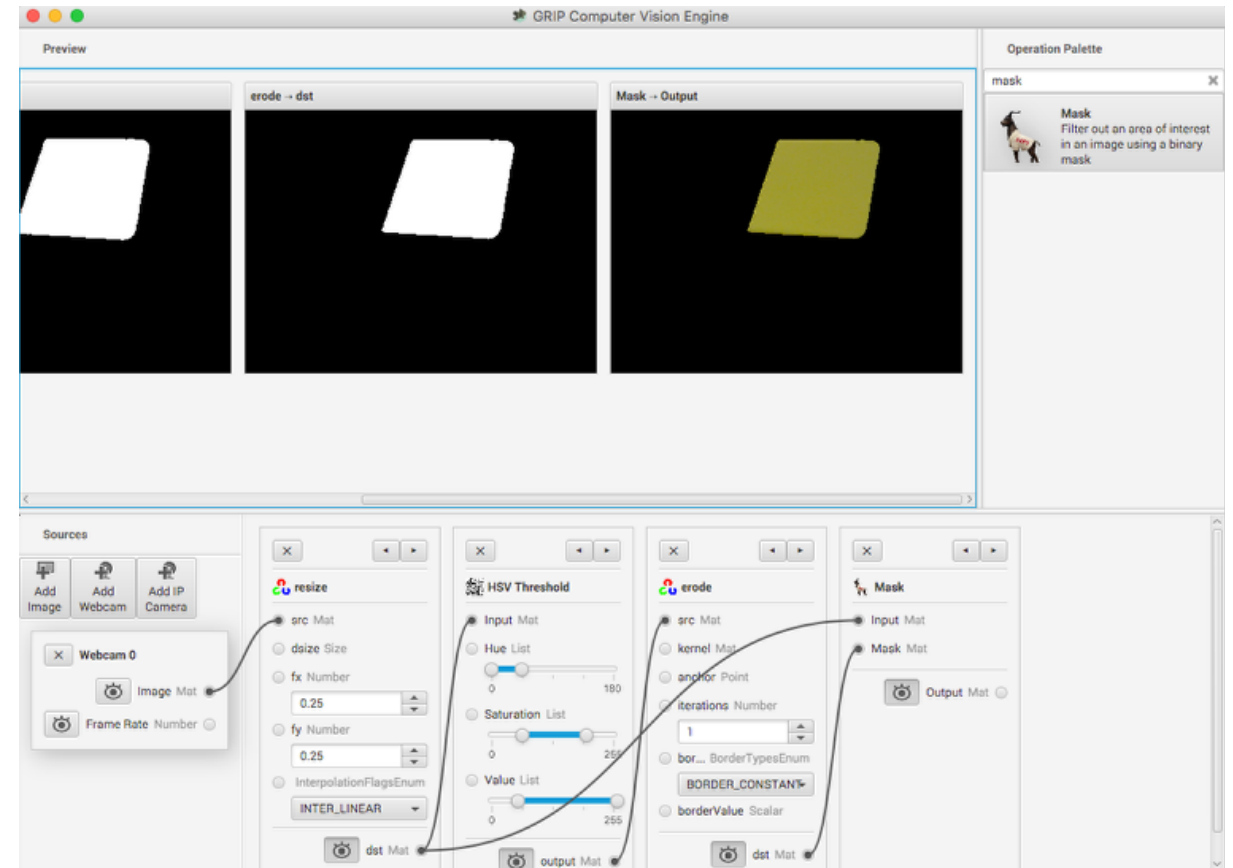 GRIP Computer Vision Engine
Preview
Operation Palette
mask
erode → dst
Mask → Output
Mask
Filter out an area of interest
in an image using a binary
mask
Sources
Add
Image
Add
Webcam
Add IP
Camera
Webcam 0
Image Mat
Frame Rate Number
resize
src Mat
dsize Size
fx Number
0.25
fy Number
0.25
InterpolationFlagsEnum
INTER_LINEAR
dst Mat
HSV Threshold
Input Mat
Hue List
0 180
Saturation List
0 255
Value List
0 255
output Mat
erode
src Mat
kernel Mat
anchor Point
iterations Number
1
bor... BorderTypesEnum
BORDER_CONSTANT
borderValue Scalar
dst Mat
Mask
Input Mat
Mask Mat
Output Mat